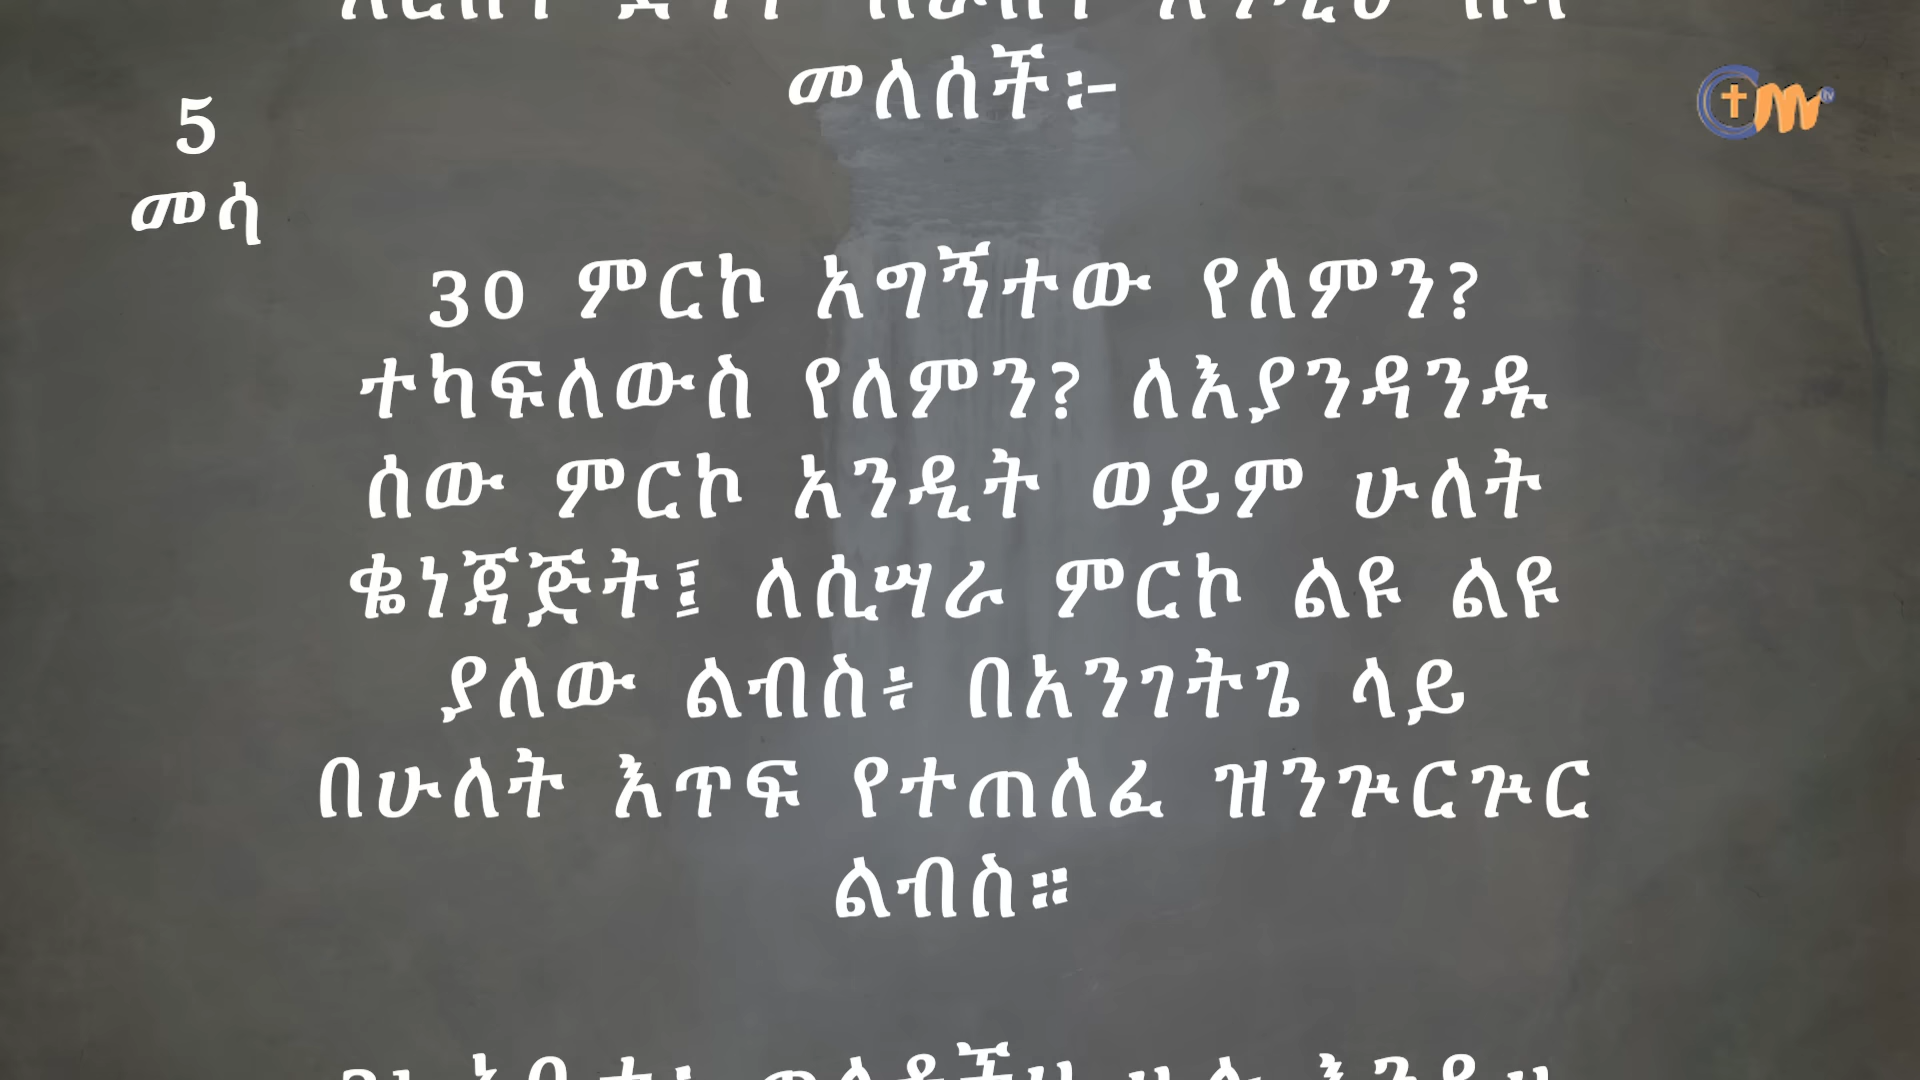 መለሰች፦
5
መሳ
30 ምርኮ አግኝተው የለምን?
ተካፍለውስ የለምን? ለእያንዳንዱ
ሰው ምርኮ አንዲት ወይም ሁለት
ቈነጃጅት፤ ለሲሣራ ምርኮ ልዩ ልዩ
ያለው ልብስ፥ በአንገትጌ ላይ
በሁለት እጥፍ የተጠለፈ ዝንጕርጕር
ልብስ።